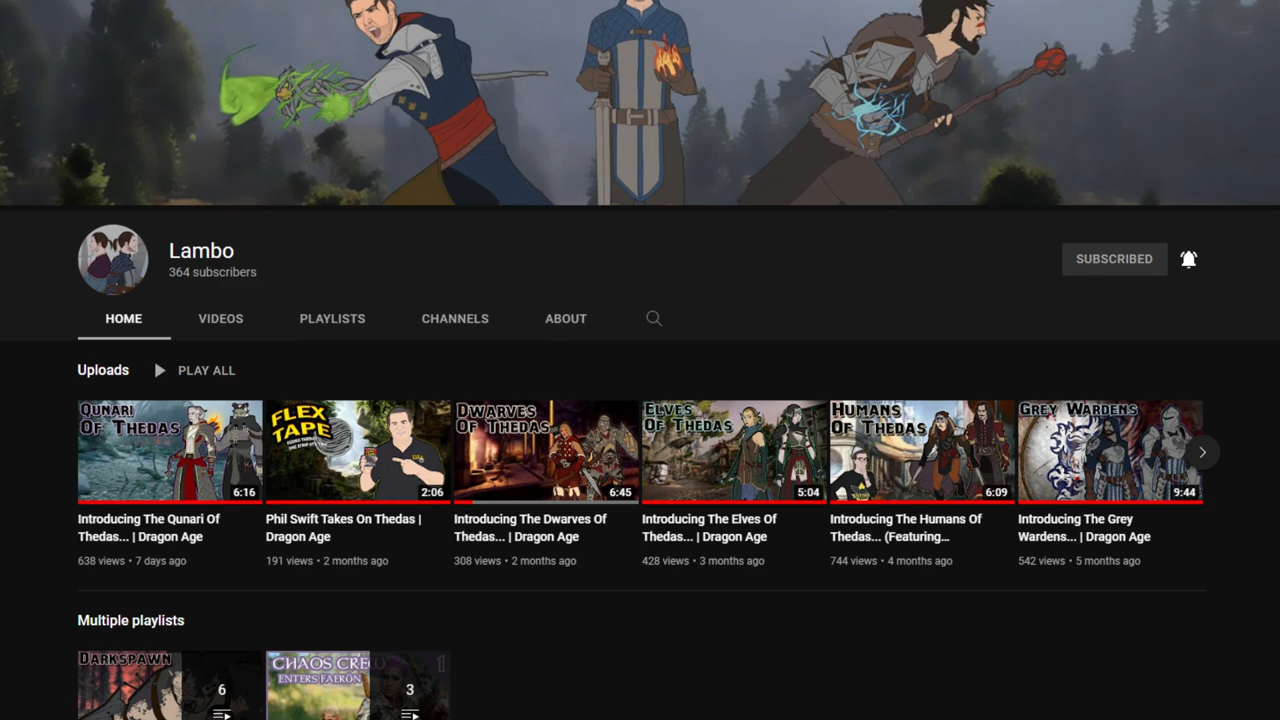 Lambo
364 subscribers
SUBSCRIBED
HOME
VIDEOS
PLAYLISTS
CHANNELS
ABOUT
Uploads
PLAY ALL
QUNARI
OF THEDAS
6:16
FLEX
TAPE
2:06
DWARVES
OF THEDAS
6:45
ELVES
OF THEDAS
5:04
HUMANS
OF THEDAS
6:09
GREY WARDENS
9:44
Introducing The Qunari Of
Thedas... | Dragon Age
638 views • 7 days ago
Phil Swift Takes On Thedas |
Dragon Age
191 views • 2 months ago
Introducing The Dwarves Of
Thedas... | Dragon Age
308 views • 2 months ago
Introducing The Elves Of
Thedas... | Dragon Age
428 views • 3 months ago
Introducing The Humans Of
Thedas... (Featuring...
744 views • 4 months ago
Introducing The Grey
Wardens... | Dragon Age
542 views • 5 months ago
Multiple playlists
DARKSPAWN
6
CHAOS CREW
ENTERS FAERÛN
1
3